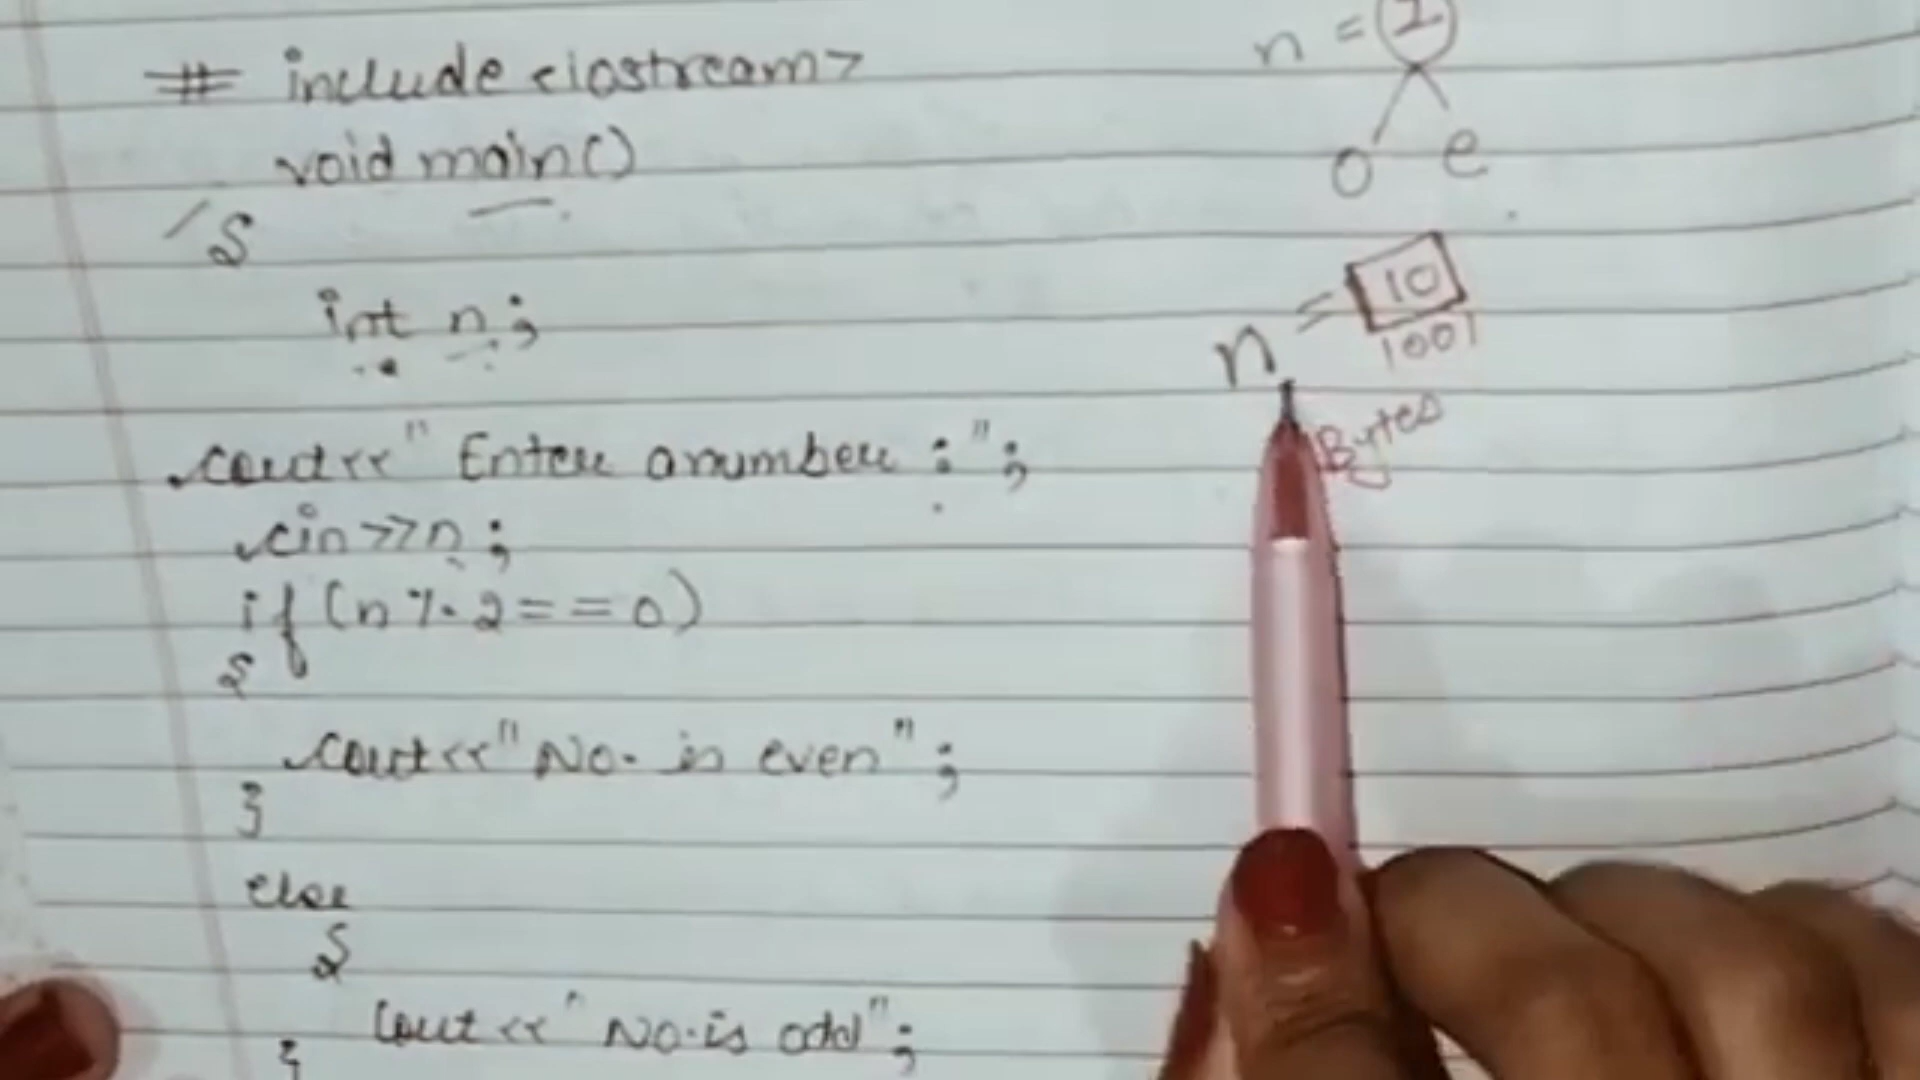 # include <iostream>
void main()
{
int n;
cout<<" Enter a number : ";
cin>>n;
if (n % 2 = = 0)
{
cout<<" No. is even ";
}
else
{
cout << " No. is odd ";
}
n =
O e
n = 10
1001
Bytes